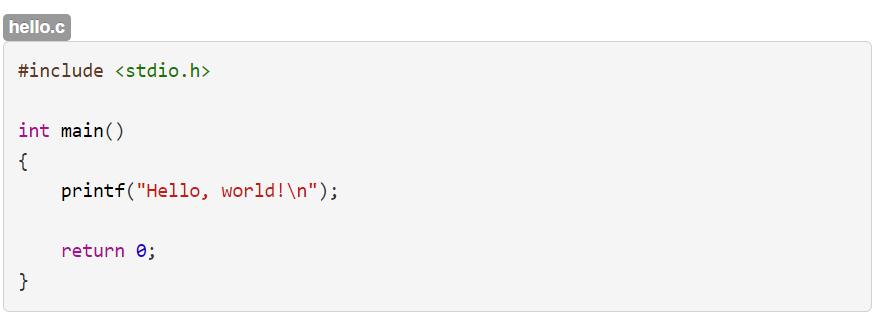 hello.c
#include <stdio.h>
int main()
{
    printf("Hello, world!\n");
    return 0;
}